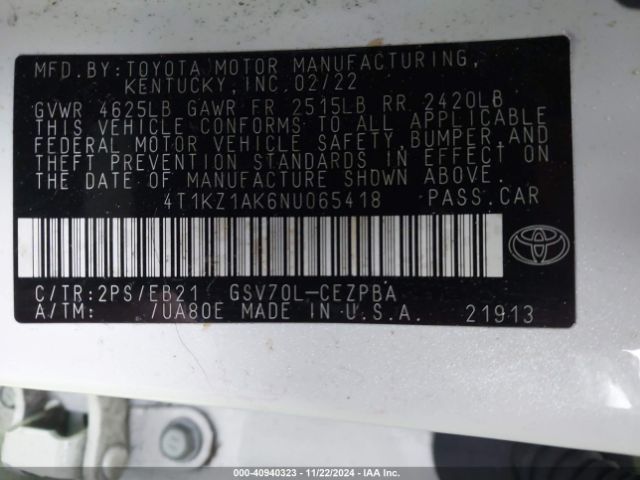 MFD.BY:TOYOTA MOTOR MANUFACTURING,
KENTUCKY,INC.02/22
GVWR 4625LB GAWR FR 2515LB RR 2420LB
THIS VEHICLE CONFORMS TO ALL APPLICABLE
FEDERAL MOTOR VEHICLE SAFETY,BUMPER,AND
THEFT PREVENTION STANDARDS IN EFFECT ON
THE DATE OF MANUFACTURE SHOWN ABOVE.
4T1KZ1AK6NU065418 PASS.CAR
C/TR:2PS/EB21 GSV70L-CEZPBA
A/TM: /UA80E MADE IN U.S.A. 21913
000-40940323 - 11/22/2024 - IAA Inc.